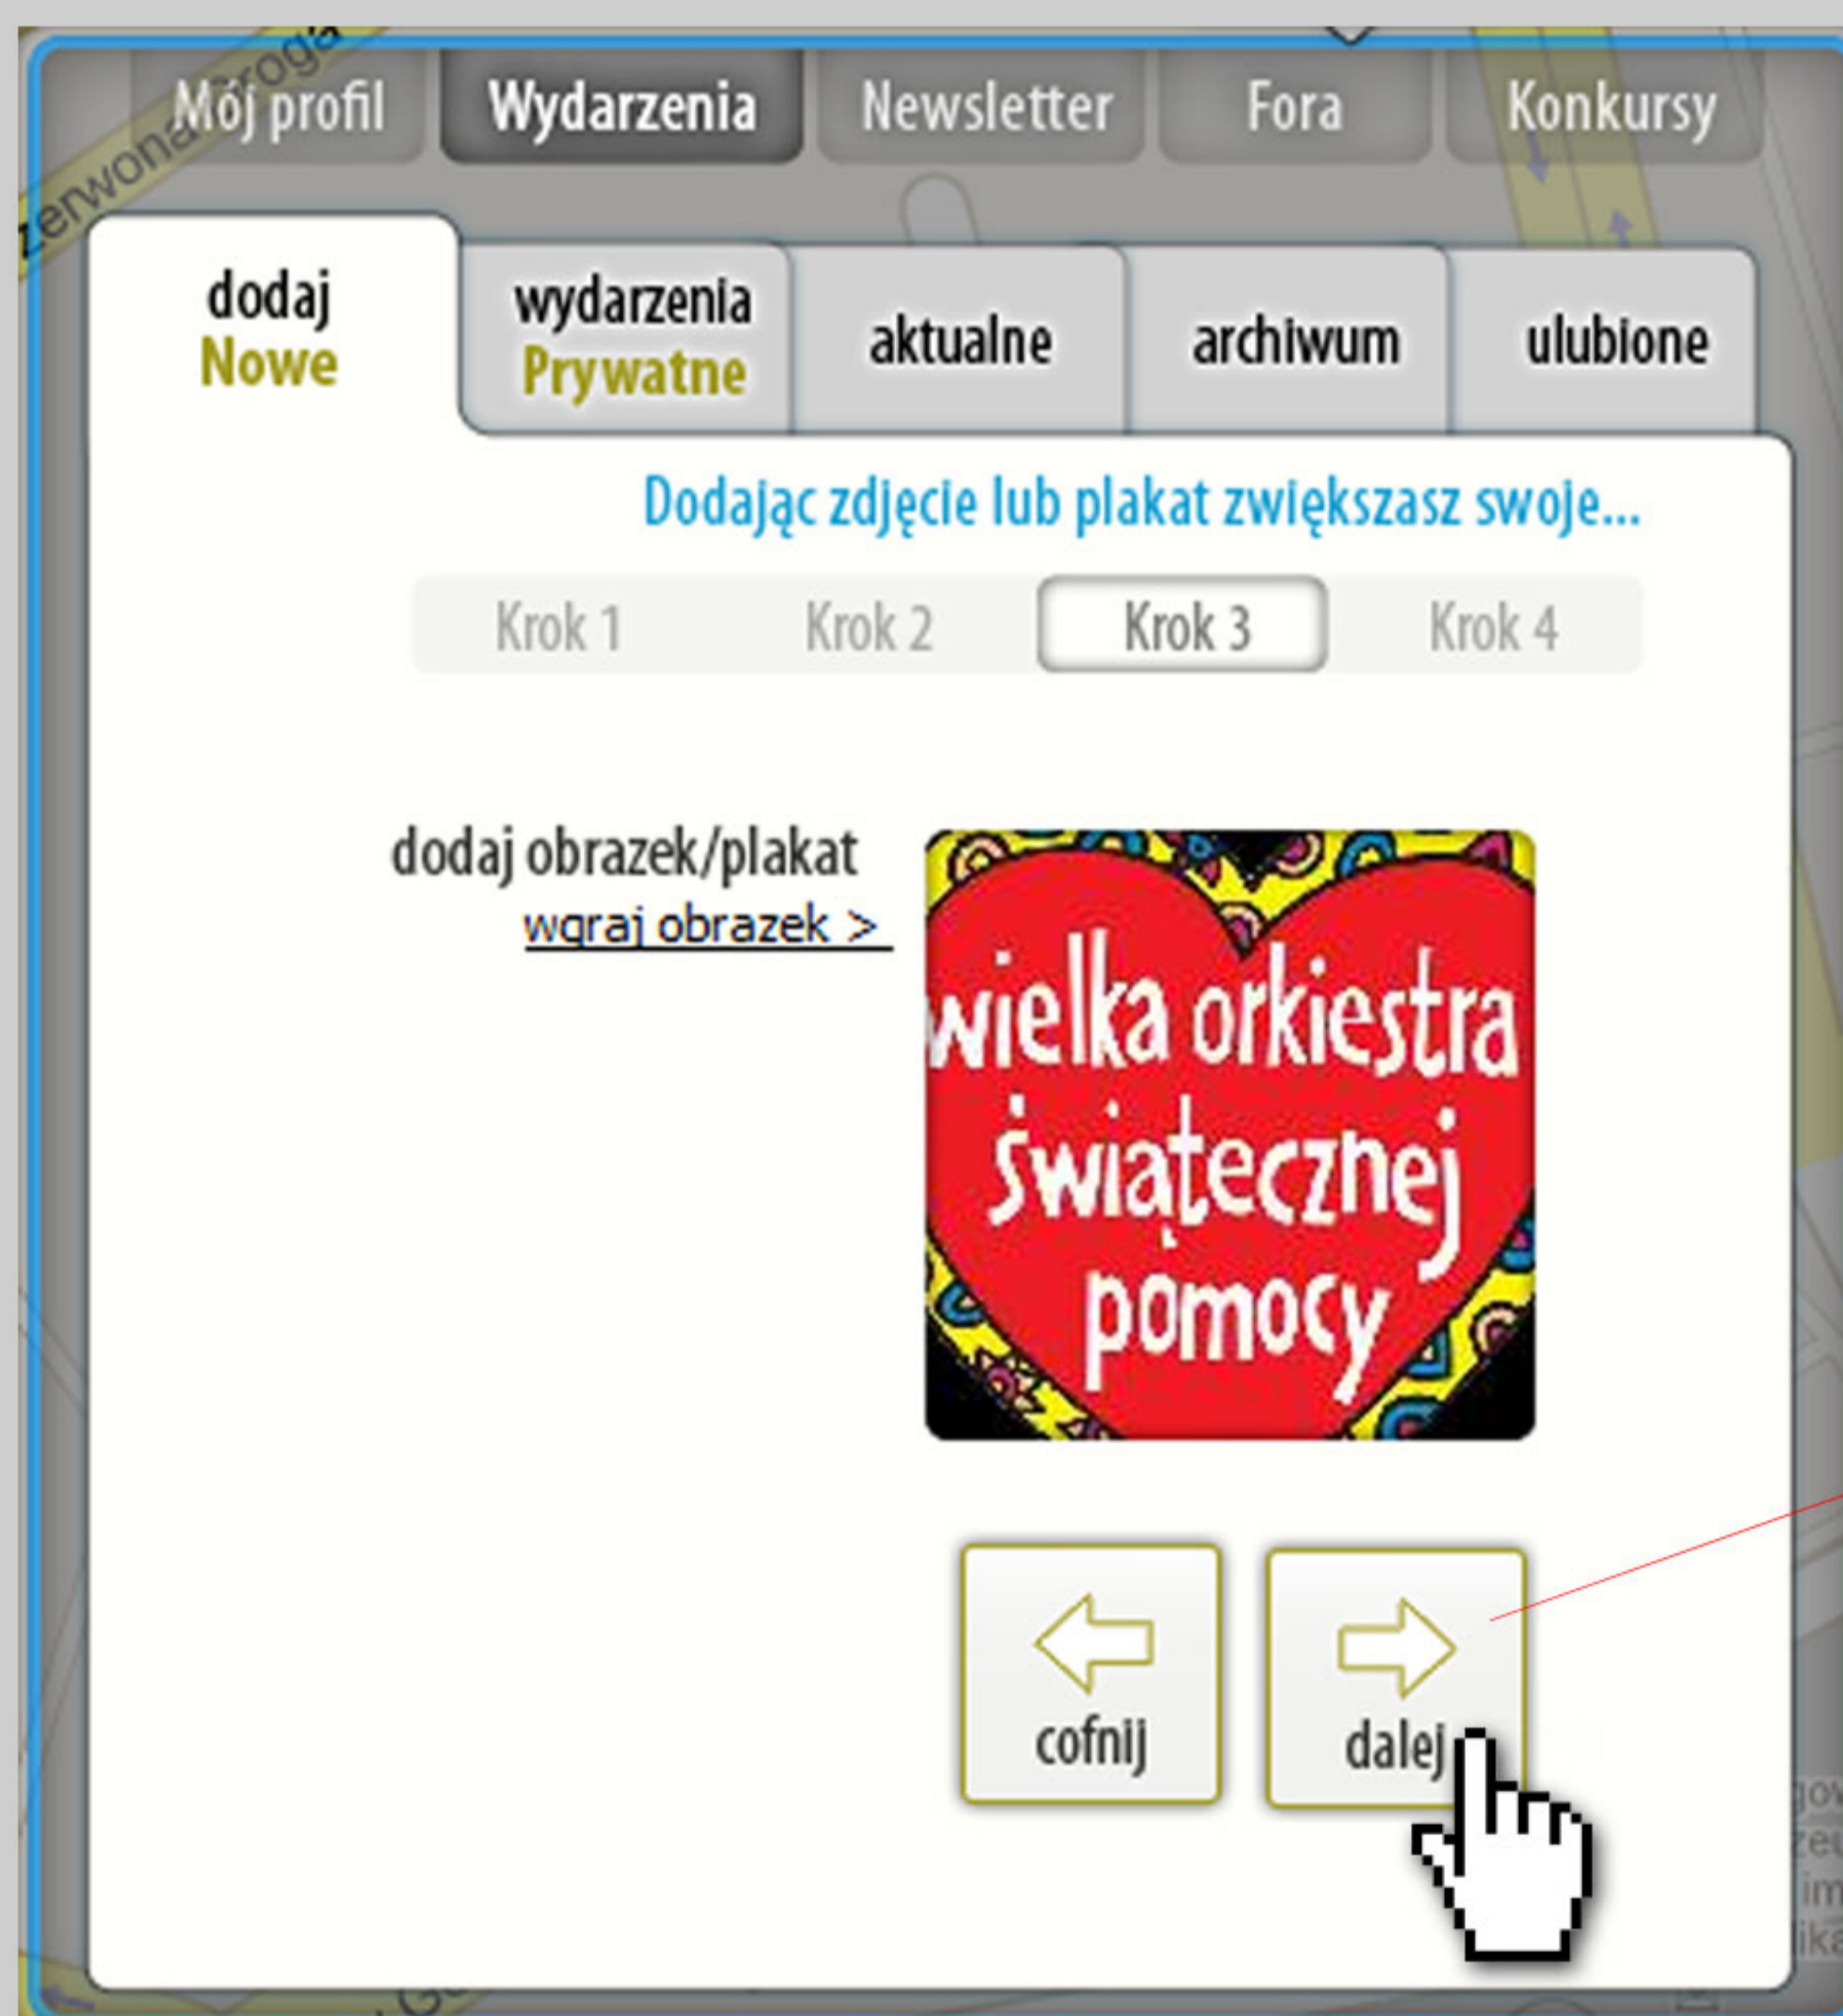 zerwona droga
Mój profil Wydarzenia Newsletter Fora Konkursy
dodaj
Nowe
wydarzenia
Prywatne
aktualne
archiwum
ulubione
Dodając zdjęcie lub plakat zwiększasz swoje...
Krok 1 Krok 2 Krok 3 Krok 4
dodaj obrazek/plakat
wgraj obrazek >
wielka orkiestra
świątecznej
pomocy
cofnij
dalej